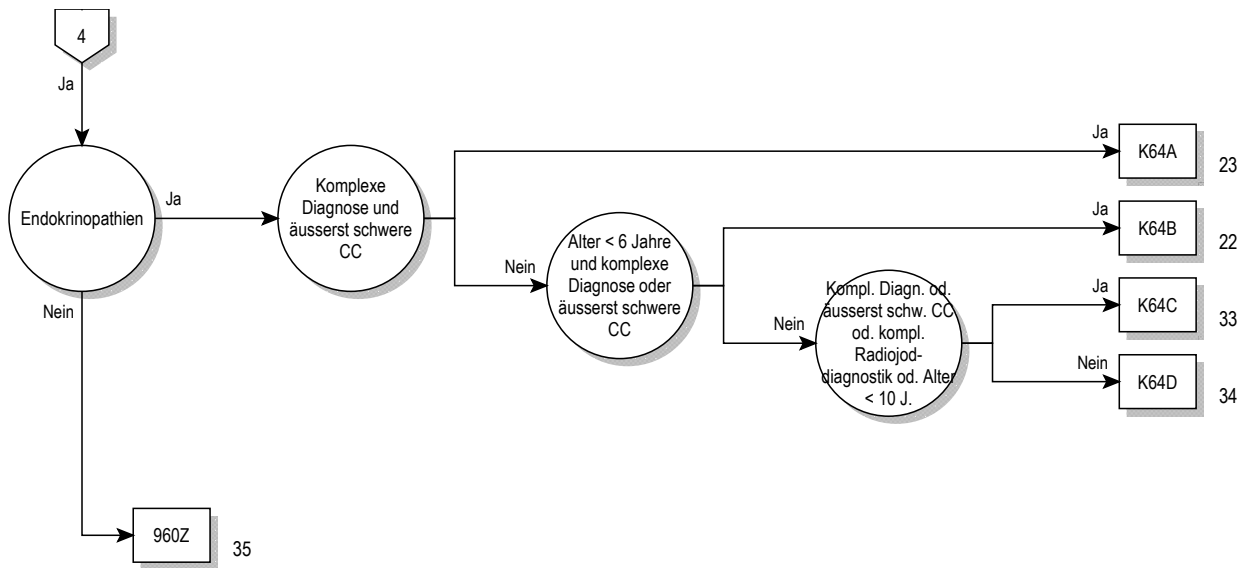 4
Ja
Endokrinopathien
Ja
Nein
Komplexe
Diagnose und
äusserst schwere
CC
Ja
K64A
23
Nein
Alter < 6 Jahre
und komplexe
Diagnose oder
äusserst schwere
CC
Ja
K64B
22
Nein
Kompl. Diagn. od.
äusserst schw. CC
od. kompl.
Radiojod-
diagnostik od. Alter
< 10 J.
Ja
K64C
33
Nein
K64D
34
960Z
35